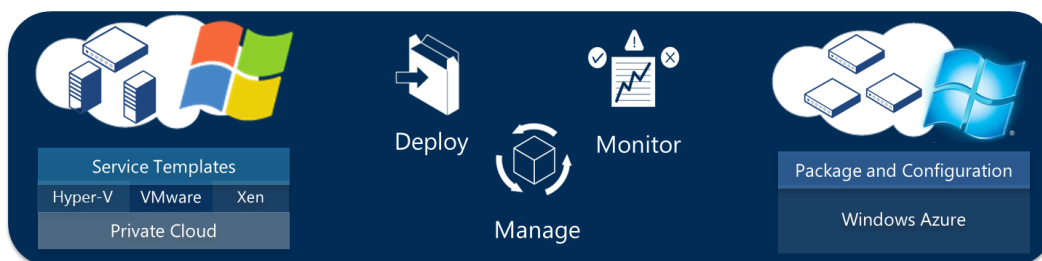 Service Templates
Hyper-V VMware Xen
Private Cloud
Deploy
Monitor
Manage
Package and Configuration
Windows Azure